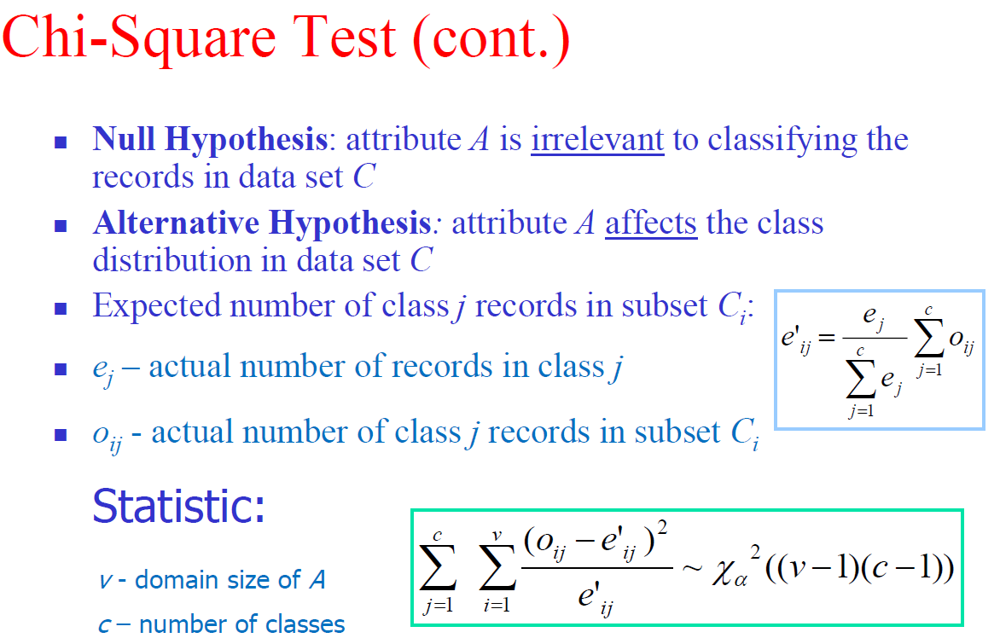 Chi-Square Test (cont.)
▪ Null Hypothesis: attribute A is irrelevant to classifying the
records in data set C
▪ Alternative Hypothesis: attribute A affects the class
distribution in data set C
▪ Expected number of class j records in subset C_i:
e'_{ij} = \frac{e_j}{\sum_{j=1}^{c} e_j} \sum_{j=1}^{c} o_{ij}
▪ e_j – actual number of records in class j
▪ o_{ij} - actual number of class j records in subset C_i
Statistic:
\sum_{j=1}^{c} \sum_{i=1}^{v} \frac{(o_{ij} - e'_{ij})^2}{e'_{ij}} ~ χ_α^2((v – 1)(c – 1))
v - domain size of A
c – number of classes